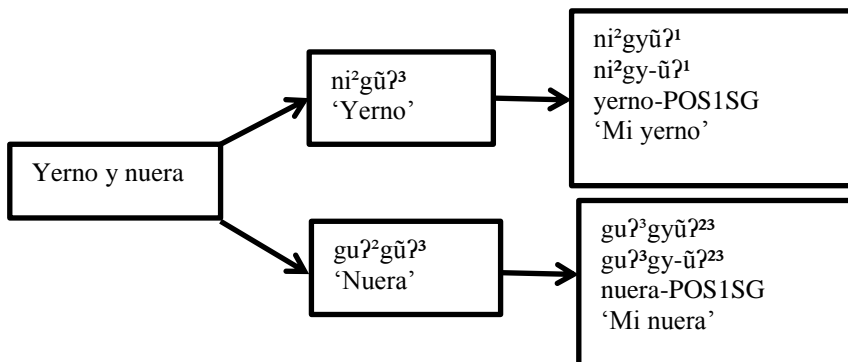 Yerno y nuera
ni²gũʔ³
‘Yerno’
ni²gyũʔ¹
ni²gy-ũʔ¹
yerno-POS1SG
‘Mi yerno’
guʔ²gũʔ³
‘Nuera’
guʔ³gyũʔ²³
guʔ³gy-ũʔ²³
nuera-POS1SG
‘Mi nuera’